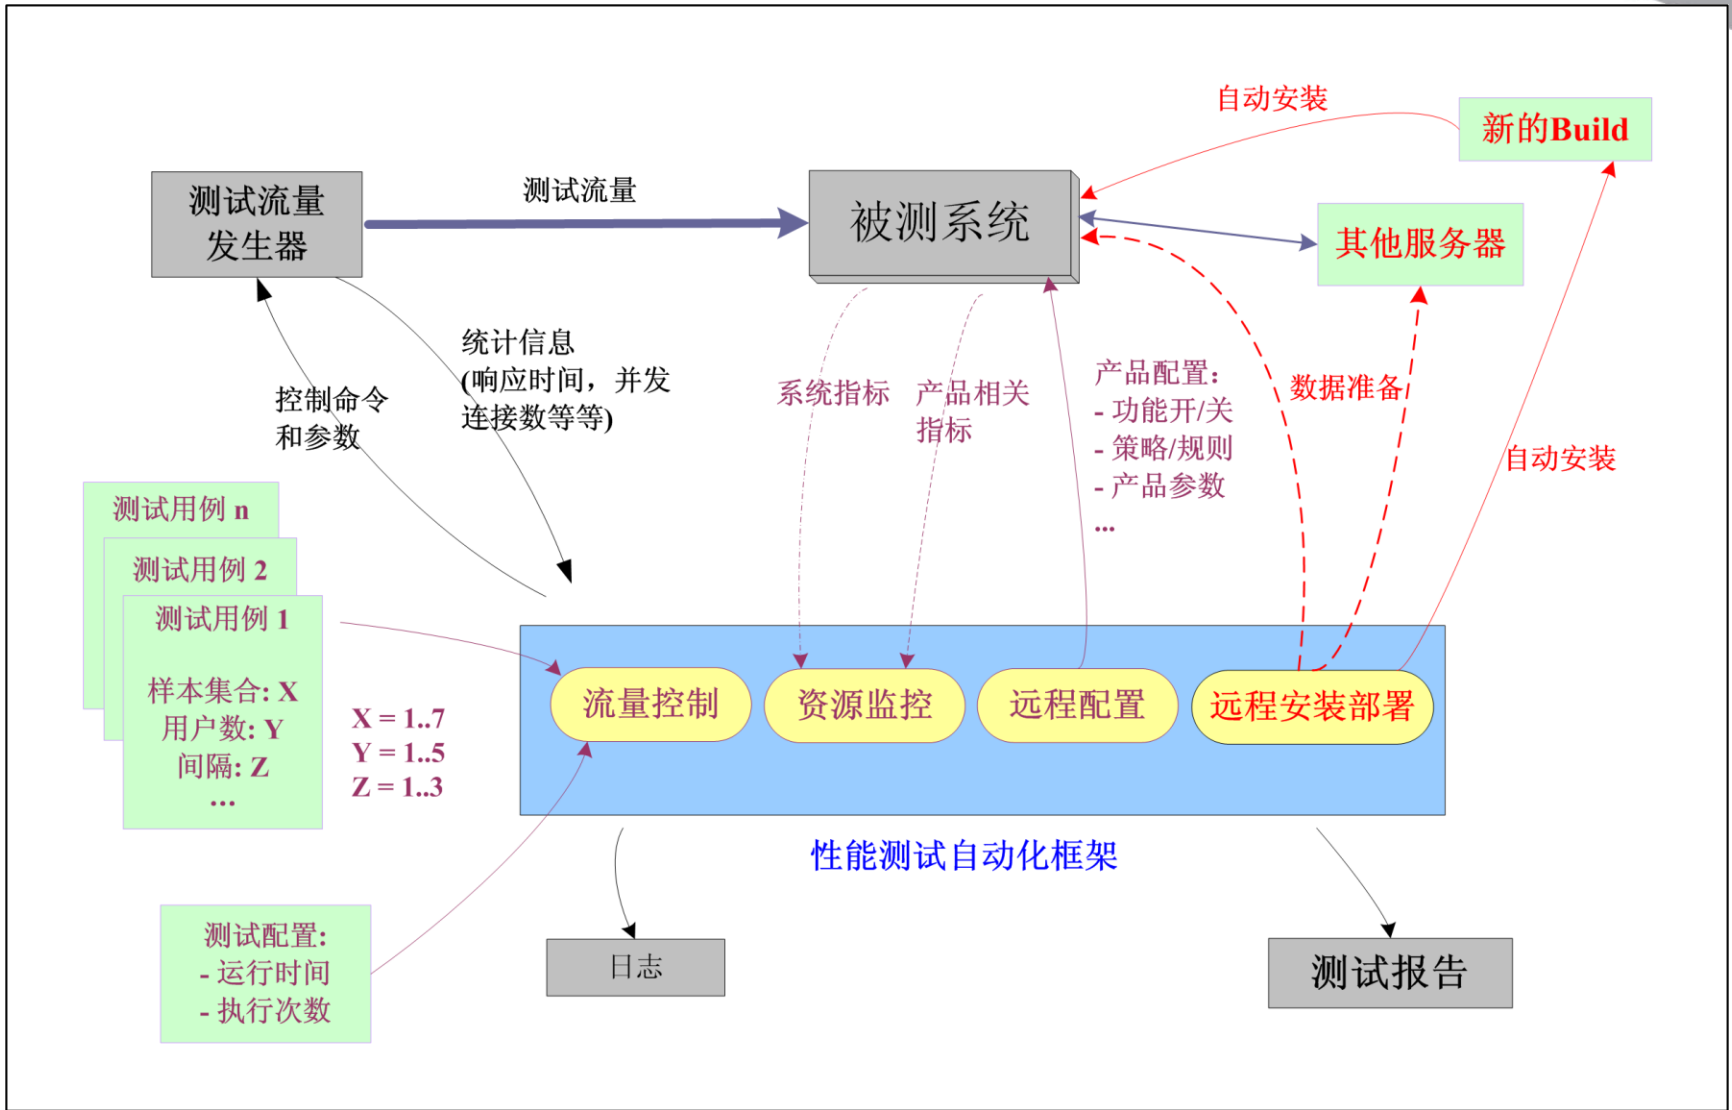 自动安装
新的Build
测试流量
发生器
测试流量
被测系统
其他服务器
统计信息
(响应时间，并发
连接数等等)
控制命令
和参数
系统指标
产品相关
指标
产品配置:
- 功能开/关
- 策略/规则
- 产品参数
...
数据准备
自动安装
测试用例 n
测试用例 2
测试用例 1
样本集合: X
用户数: Y
间隔: Z
...
X = 1..7
Y = 1..5
Z = 1..3
流量控制
资源监控
远程配置
远程安装部署
性能测试自动化框架
测试配置:
- 运行时间
- 执行次数
日志
测试报告